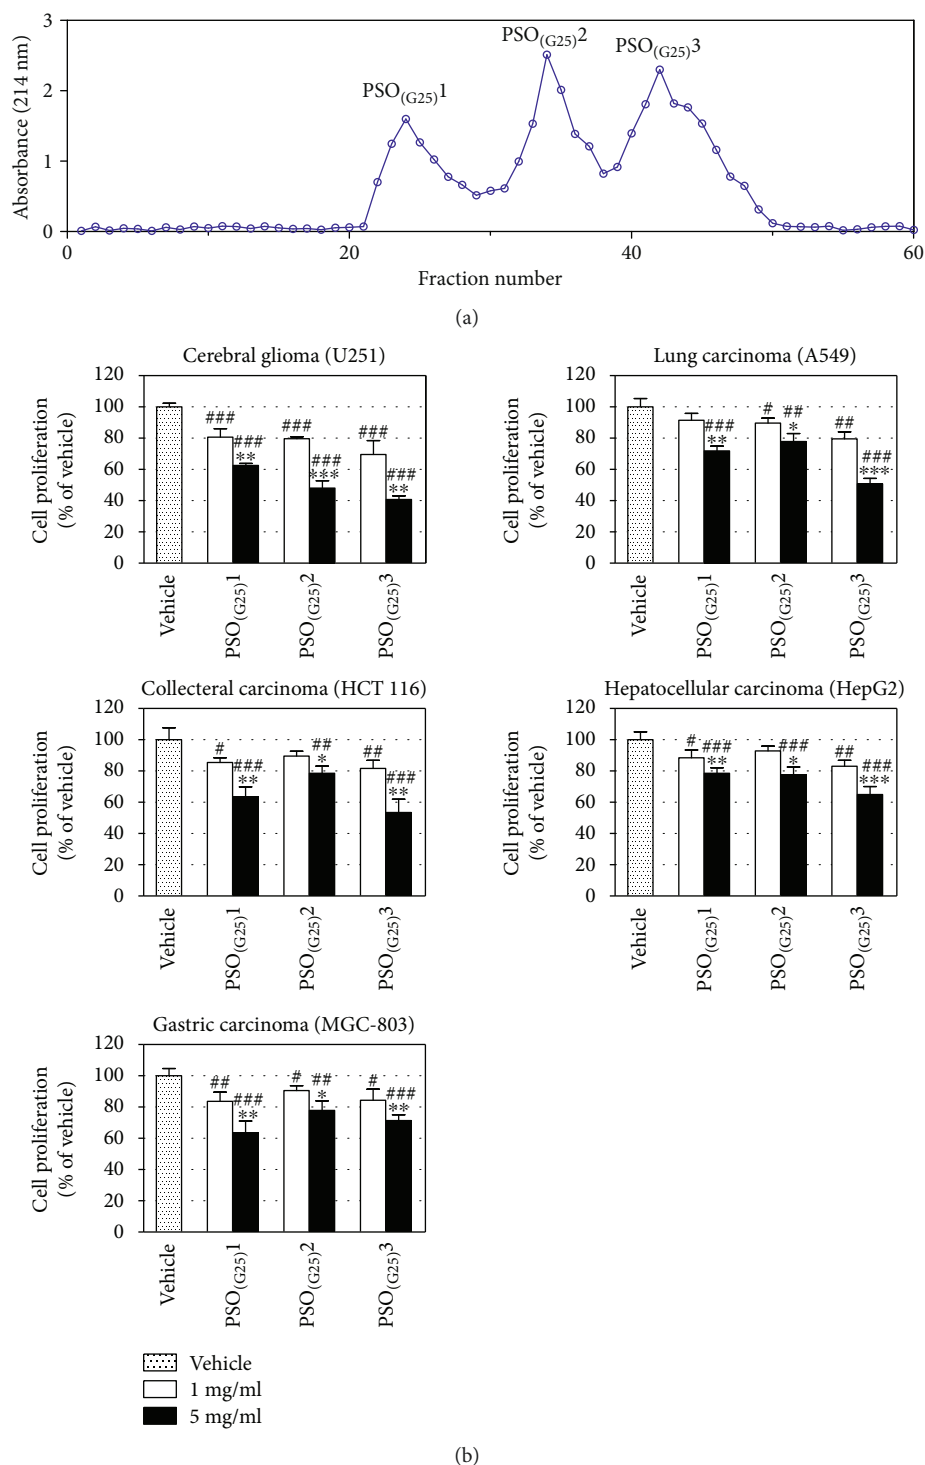 3
2
1
0
Absorbance (214 nm)
PSO(G25)1
PSO(G25)2
PSO(G25)3
0
20
40
60
Fraction number
(a)
Cerebral glioma (U251)
120
100
80
60
40
20
0
Cell proliferation
(% of vehicle)
###
###
**
###
###
***
###
###
**
Vehicle
PSO(G25)1
PSO(G25)2
PSO(G25)3
Lung carcinoma (A549)
120
100
80
60
40
20
0
Cell proliferation
(% of vehicle)
###
**
#
##
*
##
###
***
Vehicle
PSO(G25)1
PSO(G25)2
PSO(G25)3
Collecteral carcinoma (HCT 116)
120
100
80
60
40
20
0
Cell proliferation
(% of vehicle)
#
###
**
##
*
##
###
**
Vehicle
PSO(G25)1
PSO(G25)2
PSO(G25)3
Hepatocellular carcinoma (HepG2)
120
100
80
60
40
20
0
Cell proliferation
(% of vehicle)
#
###
**
###
*
##
###
***
Vehicle
PSO(G25)1
PSO(G25)2
PSO(G25)3
Gastric carcinoma (MGC-803)
120
100
80
60
40
20
0
Cell proliferation
(% of vehicle)
##
###
**
#
##
*
#
###
**
Vehicle
PSO(G25)1
PSO(G25)2
PSO(G25)3
Vehicle
1 mg/ml
5 mg/ml
(b)